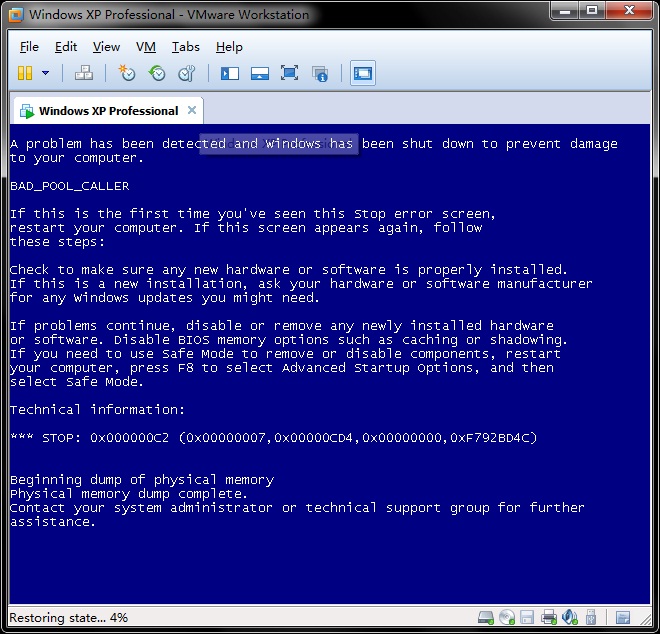 Windows XP Professional - VMware Workstation
File Edit View VM Tabs Help
Windows XP Professional
A problem has been detected and Windows has been shut down to prevent damage
to your computer.
BAD_POOL_CALLER
If this is the first time you've seen this Stop error screen,
restart your computer. If this screen appears again, follow
these steps:
Check to make sure any new hardware or software is properly installed.
If this is a new installation, ask your hardware or software manufacturer
for any Windows updates you might need.
If problems continue, disable or remove any newly installed hardware
or software. Disable BIOS memory options such as caching or shadowing.
If you need to use Safe Mode to remove or disable components, restart
your computer, press F8 to select Advanced Startup Options, and then
select Safe Mode.
Technical information:
*** STOP: 0x000000C2 (0x00000007,0x00000CD4,0x00000000,0xF792BD4C)
Beginning dump of physical memory
Physical memory dump complete.
Contact your system administrator or technical support group for further
assistance.
Restoring state... 4%